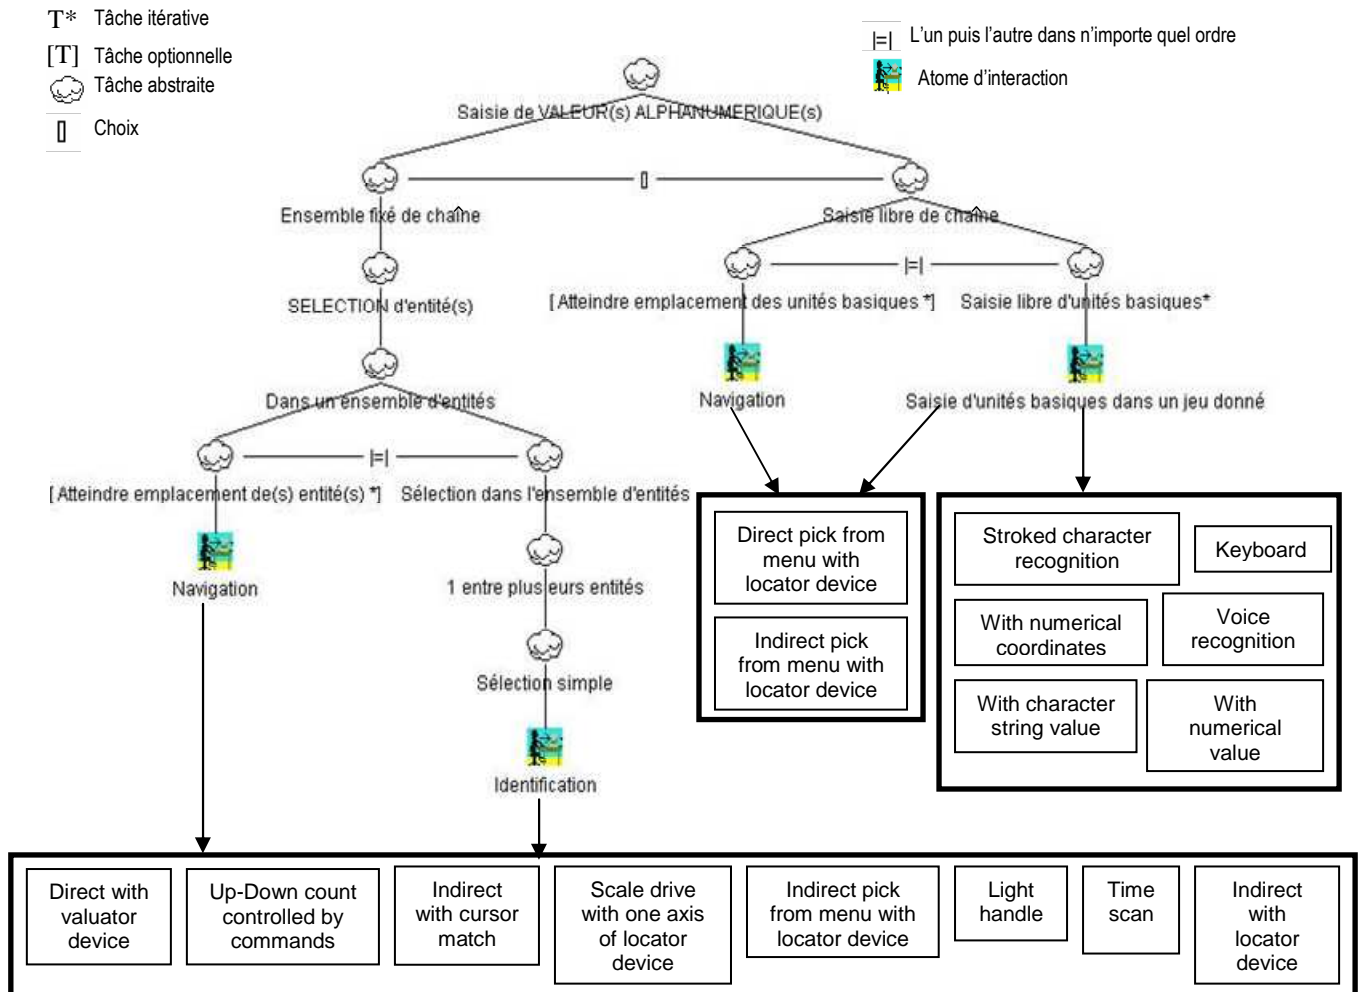 T* Tâche itérative
[T] Tâche optionnelle
Tâche abstraite
[] Choix
|=| L'un puis l'autre dans n'importe quel ordre
Atome d'interaction
Saisie de VALEUR(s) ALPHANUMERIQUE(s)
[]
Ensemble fixé de chaîne
Saisie libre de chaîne
|=|
SELECTION d'entité(s)
[ Atteindre emplacement des unités basiques *]
Saisie libre d'unités basiques*
Dans un ensemble d'entités
Navigation
Saisie d'unités basiques dans un jeu donné
|=|
[ Atteindre emplacement de(s) entité(s) *]
Sélection dans l'ensemble d'entités
Navigation
1 entre plusieurs entités
Sélection simple
Identification
Direct pick from
menu with
locator device
Indirect pick
from menu with
locator device
Stroked character
recognition
Keyboard
With numerical
coordinates
Voice
recognition
With character
string value
With
numerical
value
Direct with
valuator
device
Up-Down count
controlled by
commands
Indirect
with cursor
match
Scale drive
with one axis
of locator
device
Indirect pick
from menu with
locator device
Light
handle
Time
scan
Indirect
with
locator
device